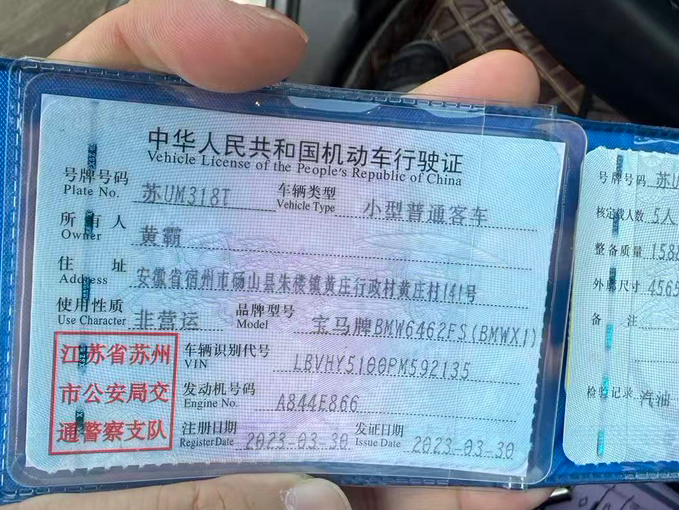 中华人民共和国机动车行驶证
Vehicle License of the People's Republic of China
号牌号码 苏UM318T 车辆类型 小型普通客车
Plate No. Vehicle Type
所有人 黄霸
Owner
住址 安徽省宿州市砀山县朱楼镇黄庄行政村黄庄村141号
Address
使用性质 非营运 品牌型号 宝马牌BMW6462FS(BMWX1)
Use Character Model
江苏省苏州
市公安局交
通警察支队
车辆识别代号 LBVHY5100PM592135
VIN
发动机号码 A844E866
Engine No.
注册日期 2023-03-30 发证日期 2023-03-30
Register Date Issue Date
号牌号码 苏U
核定载人数 5人
整备质量 158
外廓尺寸 4565
备注
检验记录 汽油